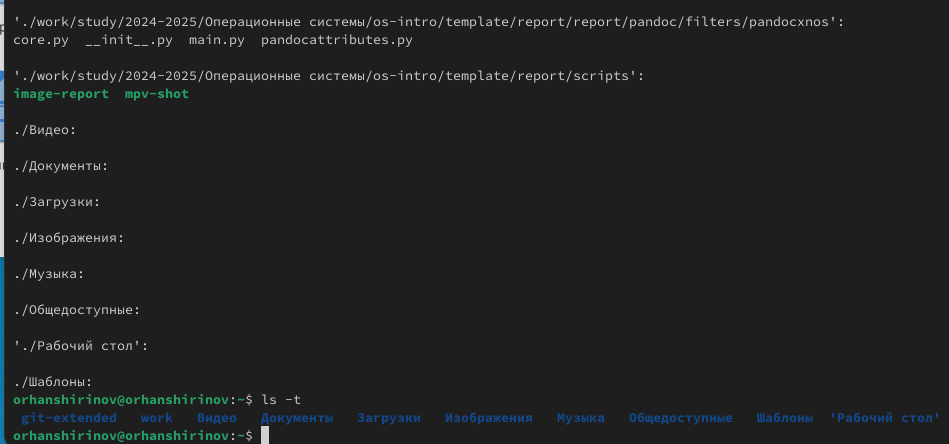 './work/study/2024-2025/Операционные системы/os-intro/template/report/report/pandoc/filters/pandocxnos':
core.py  __init__.py  main.py  pandocattributes.py
'./work/study/2024-2025/Операционные системы/os-intro/template/report/scripts':
image-report  mpv-shot
./Видео:
./Документы:
./Загрузки:
./Изображения:
./Музыка:
./Общедоступные:
'./Рабочий стол':
./Шаблоны:
orhanshirinov@orhanshirinov:~$ ls -t
git-extended  work  Видео  Документы  Загрузки  Изображения  Музыка  Общедоступные  Шаблоны  'Рабочий стол'
orhanshirinov@orhanshirinov:~$